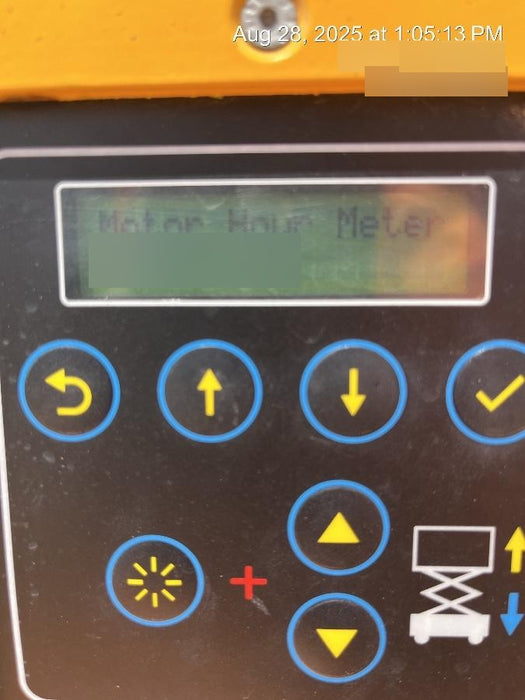 Aug 28, 2025 at 1:05:13 PM
Motor Hour Meter